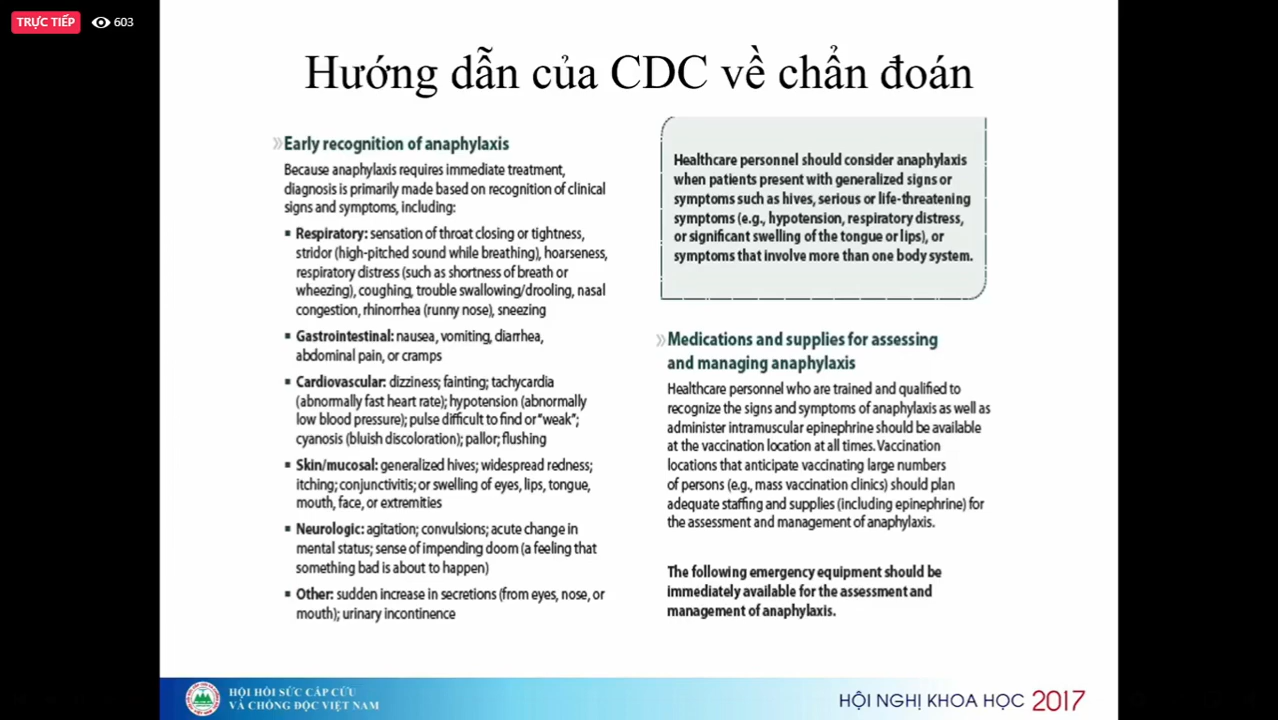 TRỰC TIẾP
603
Hướng dẫn của CDC về chẩn đoán
»Early recognition of anaphylaxis
Because anaphylaxis requires immediate treatment,
diagnosis is primarily made based on recognition of clinical
signs and symptoms, including:
▪ Respiratory: sensation of throat closing or tightness,
stridor (high-pitched sound while breathing), hoarseness,
respiratory distress (such as shortness of breath or
wheezing), coughing, trouble swallowing/drooling, nasal
congestion, rhinorrhea (runny nose), sneezing
▪ Gastrointestinal: nausea, vomiting, diarrhea,
abdominal pain, or cramps
▪ Cardiovascular: dizziness; fainting; tachycardia
(abnormally fast heart rate); hypotension (abnormally
low blood pressure); pulse difficult to find or "weak";
cyanosis (bluish discoloration); pallor; flushing
▪ Skin/mucosal: generalized hives; widespread redness;
itching; conjunctivitis; or swelling of eyes, lips, tongue,
mouth, face, or extremities
▪ Neurologic: agitation; convulsions; acute change in
mental status; sense of impending doom (a feeling that
something bad is about to happen)
▪ Other: sudden increase in secretions (from eyes, nose, or
mouth); urinary incontinence
Healthcare personnel should consider anaphylaxis
when patients present with generalized signs or
symptoms such as hives, serious or life-threatening
symptoms (e.g., hypotension, respiratory distress,
or significant swelling of the tongue or lips), or
symptoms that involve more than one body system.
»Medications and supplies for assessing
and managing anaphylaxis
Healthcare personnel who are trained and qualified to
recognize the signs and symptoms of anaphylaxis as well as
administer intramuscular epinephrine should be available
at the vaccination location at all times. Vaccination
locations that anticipate vaccinating large numbers
of persons (e.g., mass vaccination clinics) should plan
adequate staffing and supplies (including epinephrine) for
the assessment and management of anaphylaxis.
The following emergency equipment should be
immediately available for the assessment and
management of anaphylaxis.
HỘI HỒI SỨC CẤP CỨU
VÀ CHỐNG ĐỘC VIỆT NAM
HỘI NGHỊ KHOA HỌC 2017